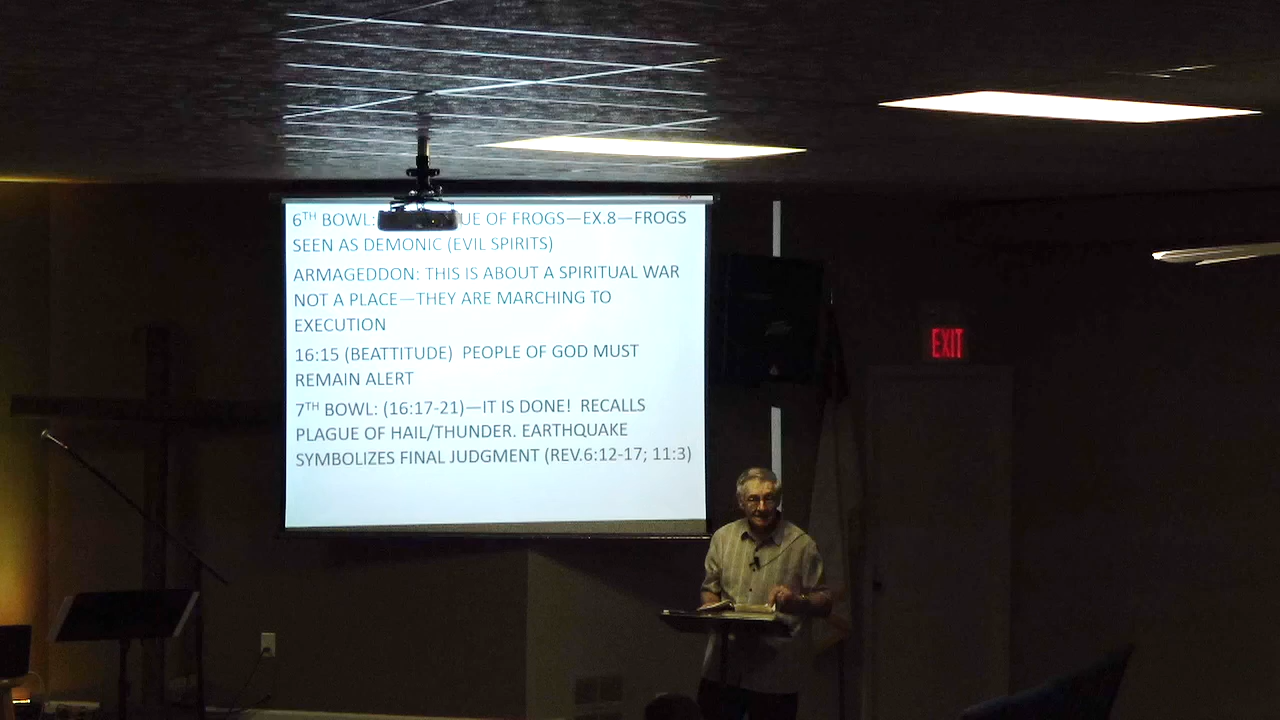 6TH BOWL: UE OF FROGS—EX.8—FROGS
SEEN AS DEMONIC (EVIL SPIRITS)
ARMAGEDDON: THIS IS ABOUT A SPIRITUAL WAR
NOT A PLACE—THEY ARE MARCHING TO
EXECUTION
16:15 (BEATTITUDE) PEOPLE OF GOD MUST
REMAIN ALERT
7TH BOWL: (16:17-21)—IT IS DONE! RECALLS
PLAGUE OF HAIL/THUNDER. EARTHQUAKE
SYMBOLIZES FINAL JUDGMENT (REV.6:12-17; 11:3)
EXIT